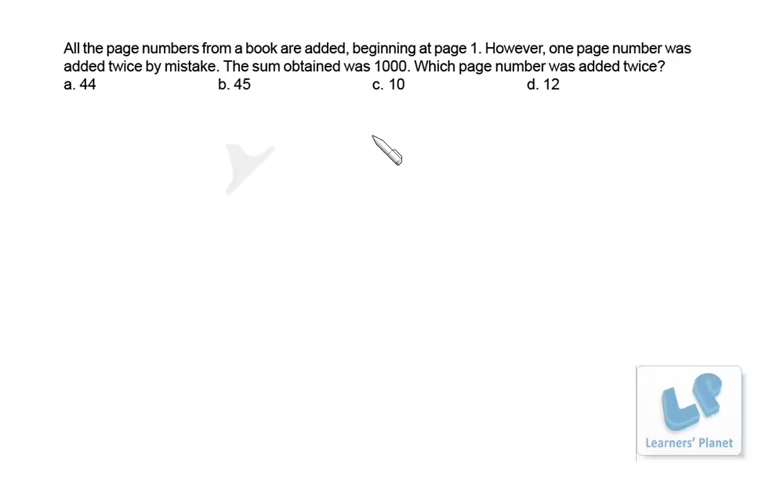 All the page numbers from a book are added, beginning at page 1. However, one page number was
added twice by mistake. The sum obtained was 1000. Which page number was added twice?
a. 44 b. 45 c. 10 d. 12
LP
Learners' Planet